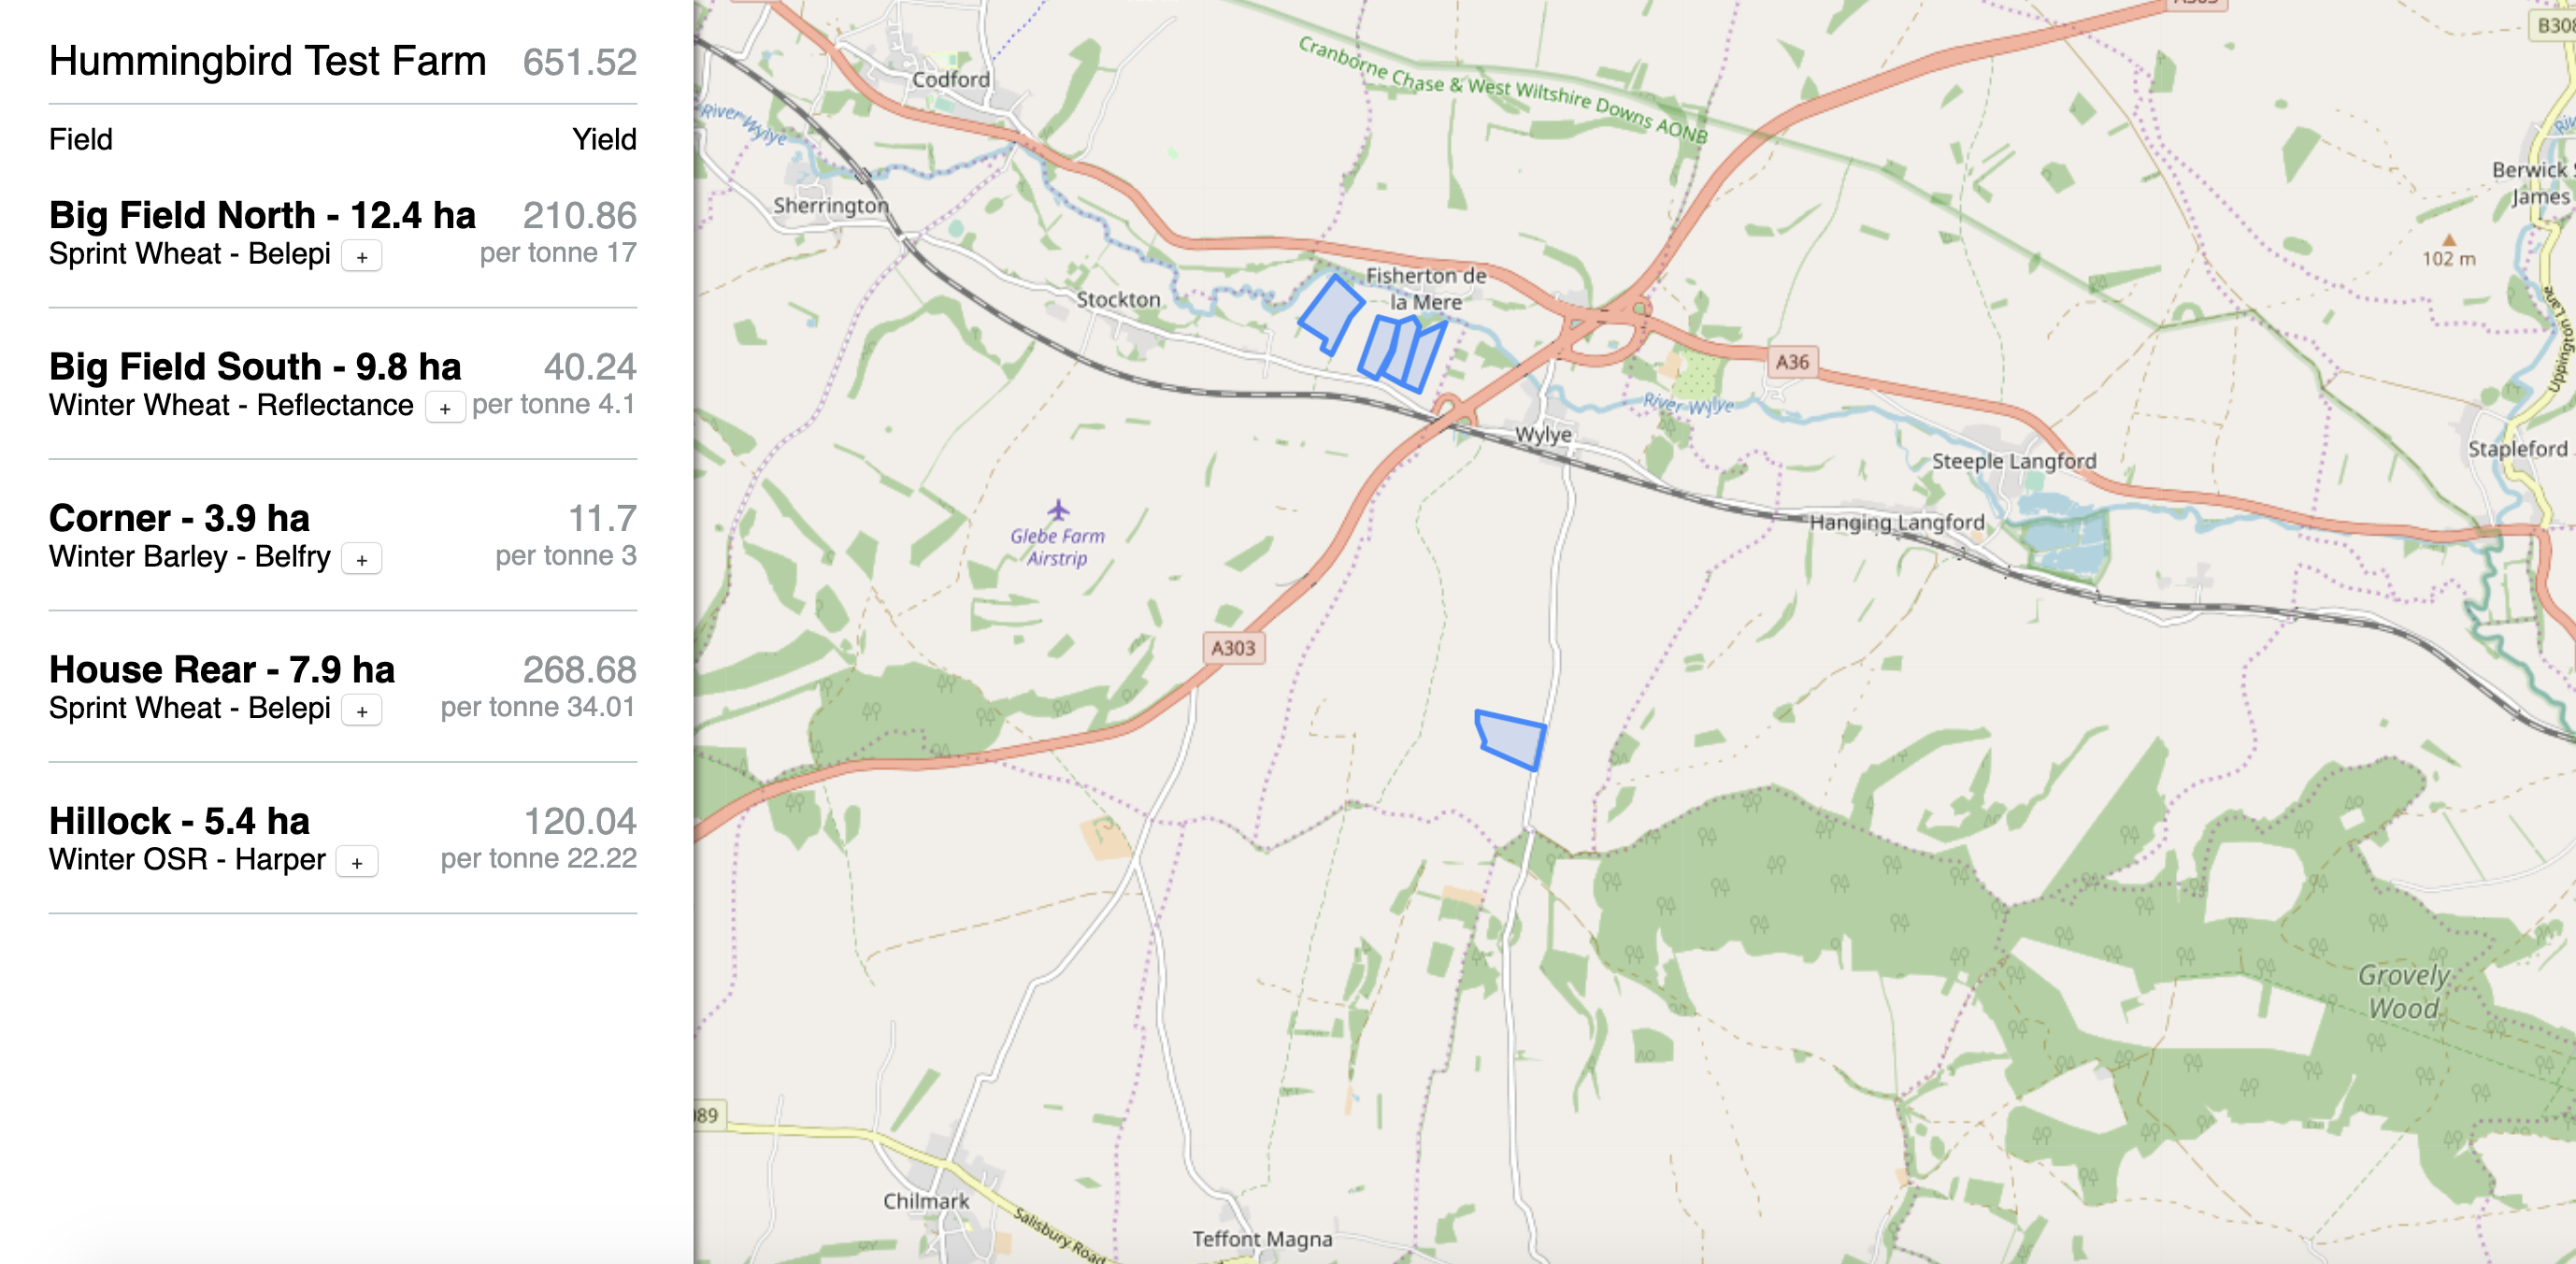 Hummingbird Test Farm 651.52
Field Yield
Big Field North - 12.4 ha 210.86
Sprint Wheat - Belepi + per tonne 17
Big Field South - 9.8 ha 40.24
Winter Wheat - Reflectance + per tonne 4.1
Corner - 3.9 ha 11.7
Winter Barley - Belfry + per tonne 3
House Rear - 7.9 ha 268.68
Sprint Wheat - Belepi + per tonne 34.01
Hillock - 5.4 ha 120.04
Winter OSR - Harper + per tonne 22.22
Cranborne Chase & West Wiltshire Downs AONB
Codford
River Wylye
Sherrington
Stockton
Fisherton de
la Mere
A36
River Wylye
Wylye
Steeple Langford
Hanging Langford
Berwick
James
102 m
Uppington Lane
Stapleford
Glebe Farm
Airstrip
A303
Grovely
Wood
Chilmark
Salisbury Road
Teffont Magna